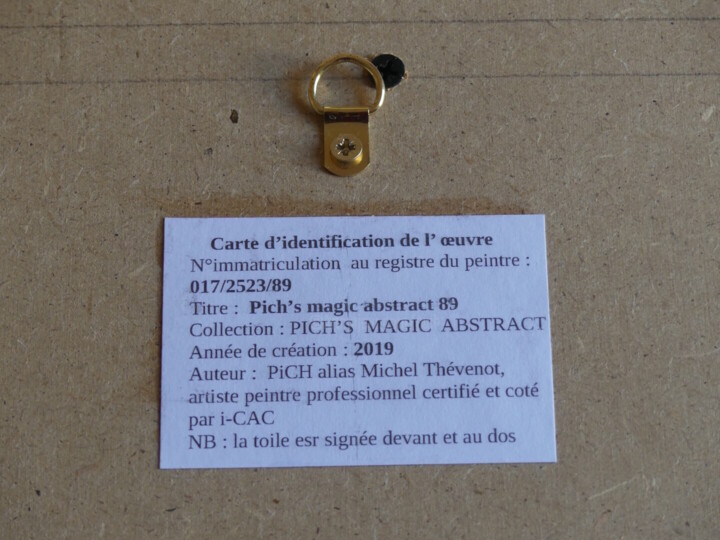 Carte d’identification de l’ œuvre
N°immatriculation au registre du peintre :
017/2523/89
Titre : Pich’s magic abstract 89
Collection : PICH’S MAGIC ABSTRACT
Année de création : 2019
Auteur : PiCH alias Michel Thévenot,
artiste peintre professionnel certifié et coté
par i-CAC
NB : la toile esr signée devant et au dos